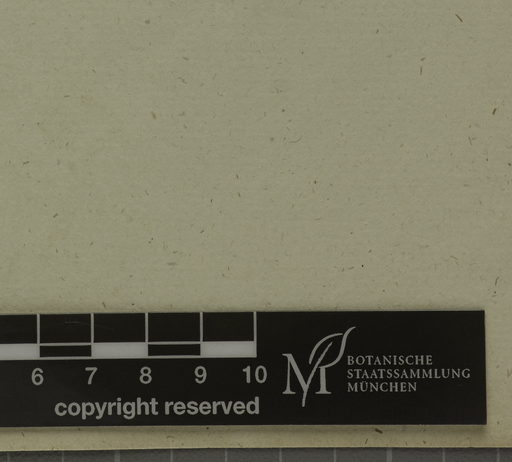 6 7 8 9 10
copyright reserved
M
BOTANISCHE
STAATSSAMMLUNG
MÜNCHEN